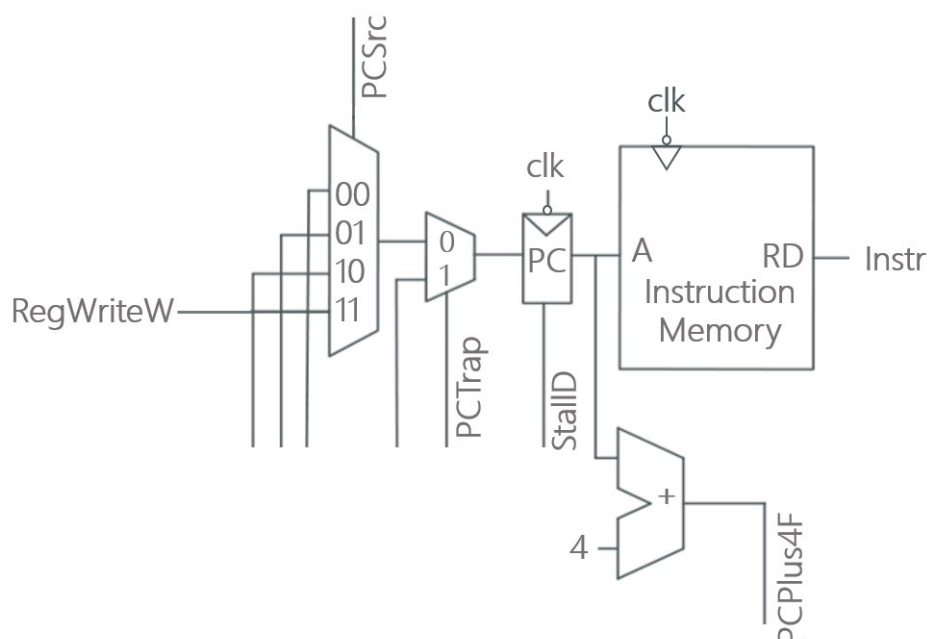 PCSrc
clk
clk
00
01
10
11
RegWriteW
0
1
PCTrap
PC
StallD
A
RD
Instr
Instruction
Memory
+
4
PCPlus4F